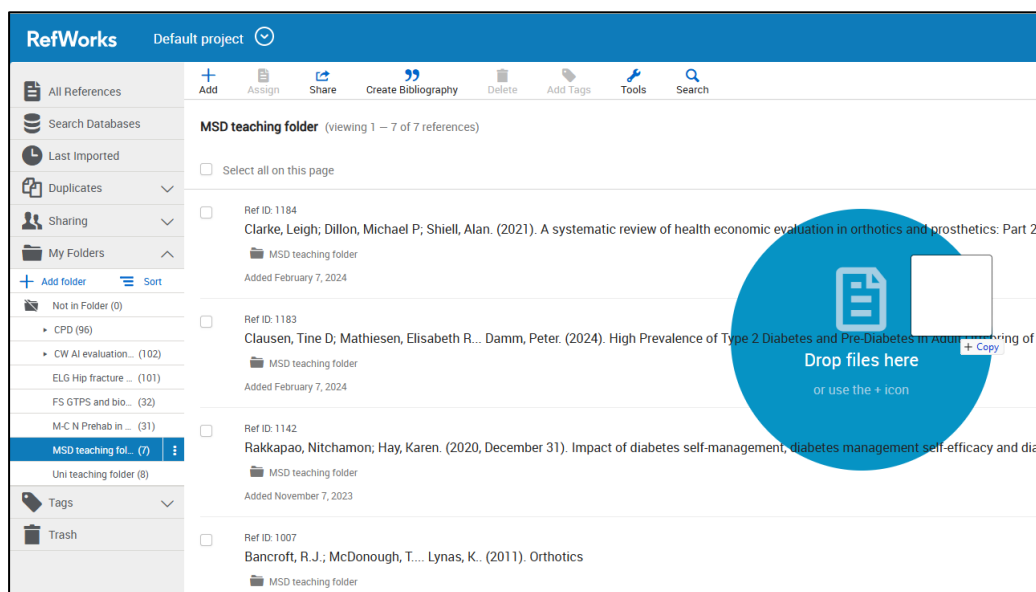 RefWorks Default project
All References
Search Databases
Last Imported
Duplicates
Sharing
My Folders
Add folder Sort
Not in Folder (0)
CPD (96)
CW AI evaluation... (102)
ELG Hip fracture ... (101)
FS GTPS and bio... (32)
M-C N Prehab in ... (31)
MSD teaching fol... (7)
Uni teaching folder (8)
Tags
Trash
Add Assign Share Create Bibliography Delete Add Tags Tools Search
MSD teaching folder (viewing 1 – 7 of 7 references)
Select all on this page
Ref ID: 1184
Clarke, Leigh; Dillon, Michael P; Shiell, Alan. (2021). A systematic review of health economic evaluation in orthotics and prosthetics: Part 2
MSD teaching folder
Added February 7, 2024
Ref ID: 1183
Clausen, Tine D; Mathiesen, Elisabeth R... Damm, Peter. (2024). High Prevalence of Type 2 Diabetes and Pre-Diabetes in Adult Offspring of
MSD teaching folder
Added February 7, 2024
Ref ID: 1142
Rakkapao, Nitchamon; Hay, Karen. (2020, December 31). Impact of diabetes self-management, diabetes management self-efficacy and dia
MSD teaching folder
Added November 7, 2023
Ref ID: 1007
Bancroft, R.J.; McDonough, T.... Lynas, K.. (2011). Orthotics
MSD teaching folder
Drop files here
or use the + icon
+ Copy